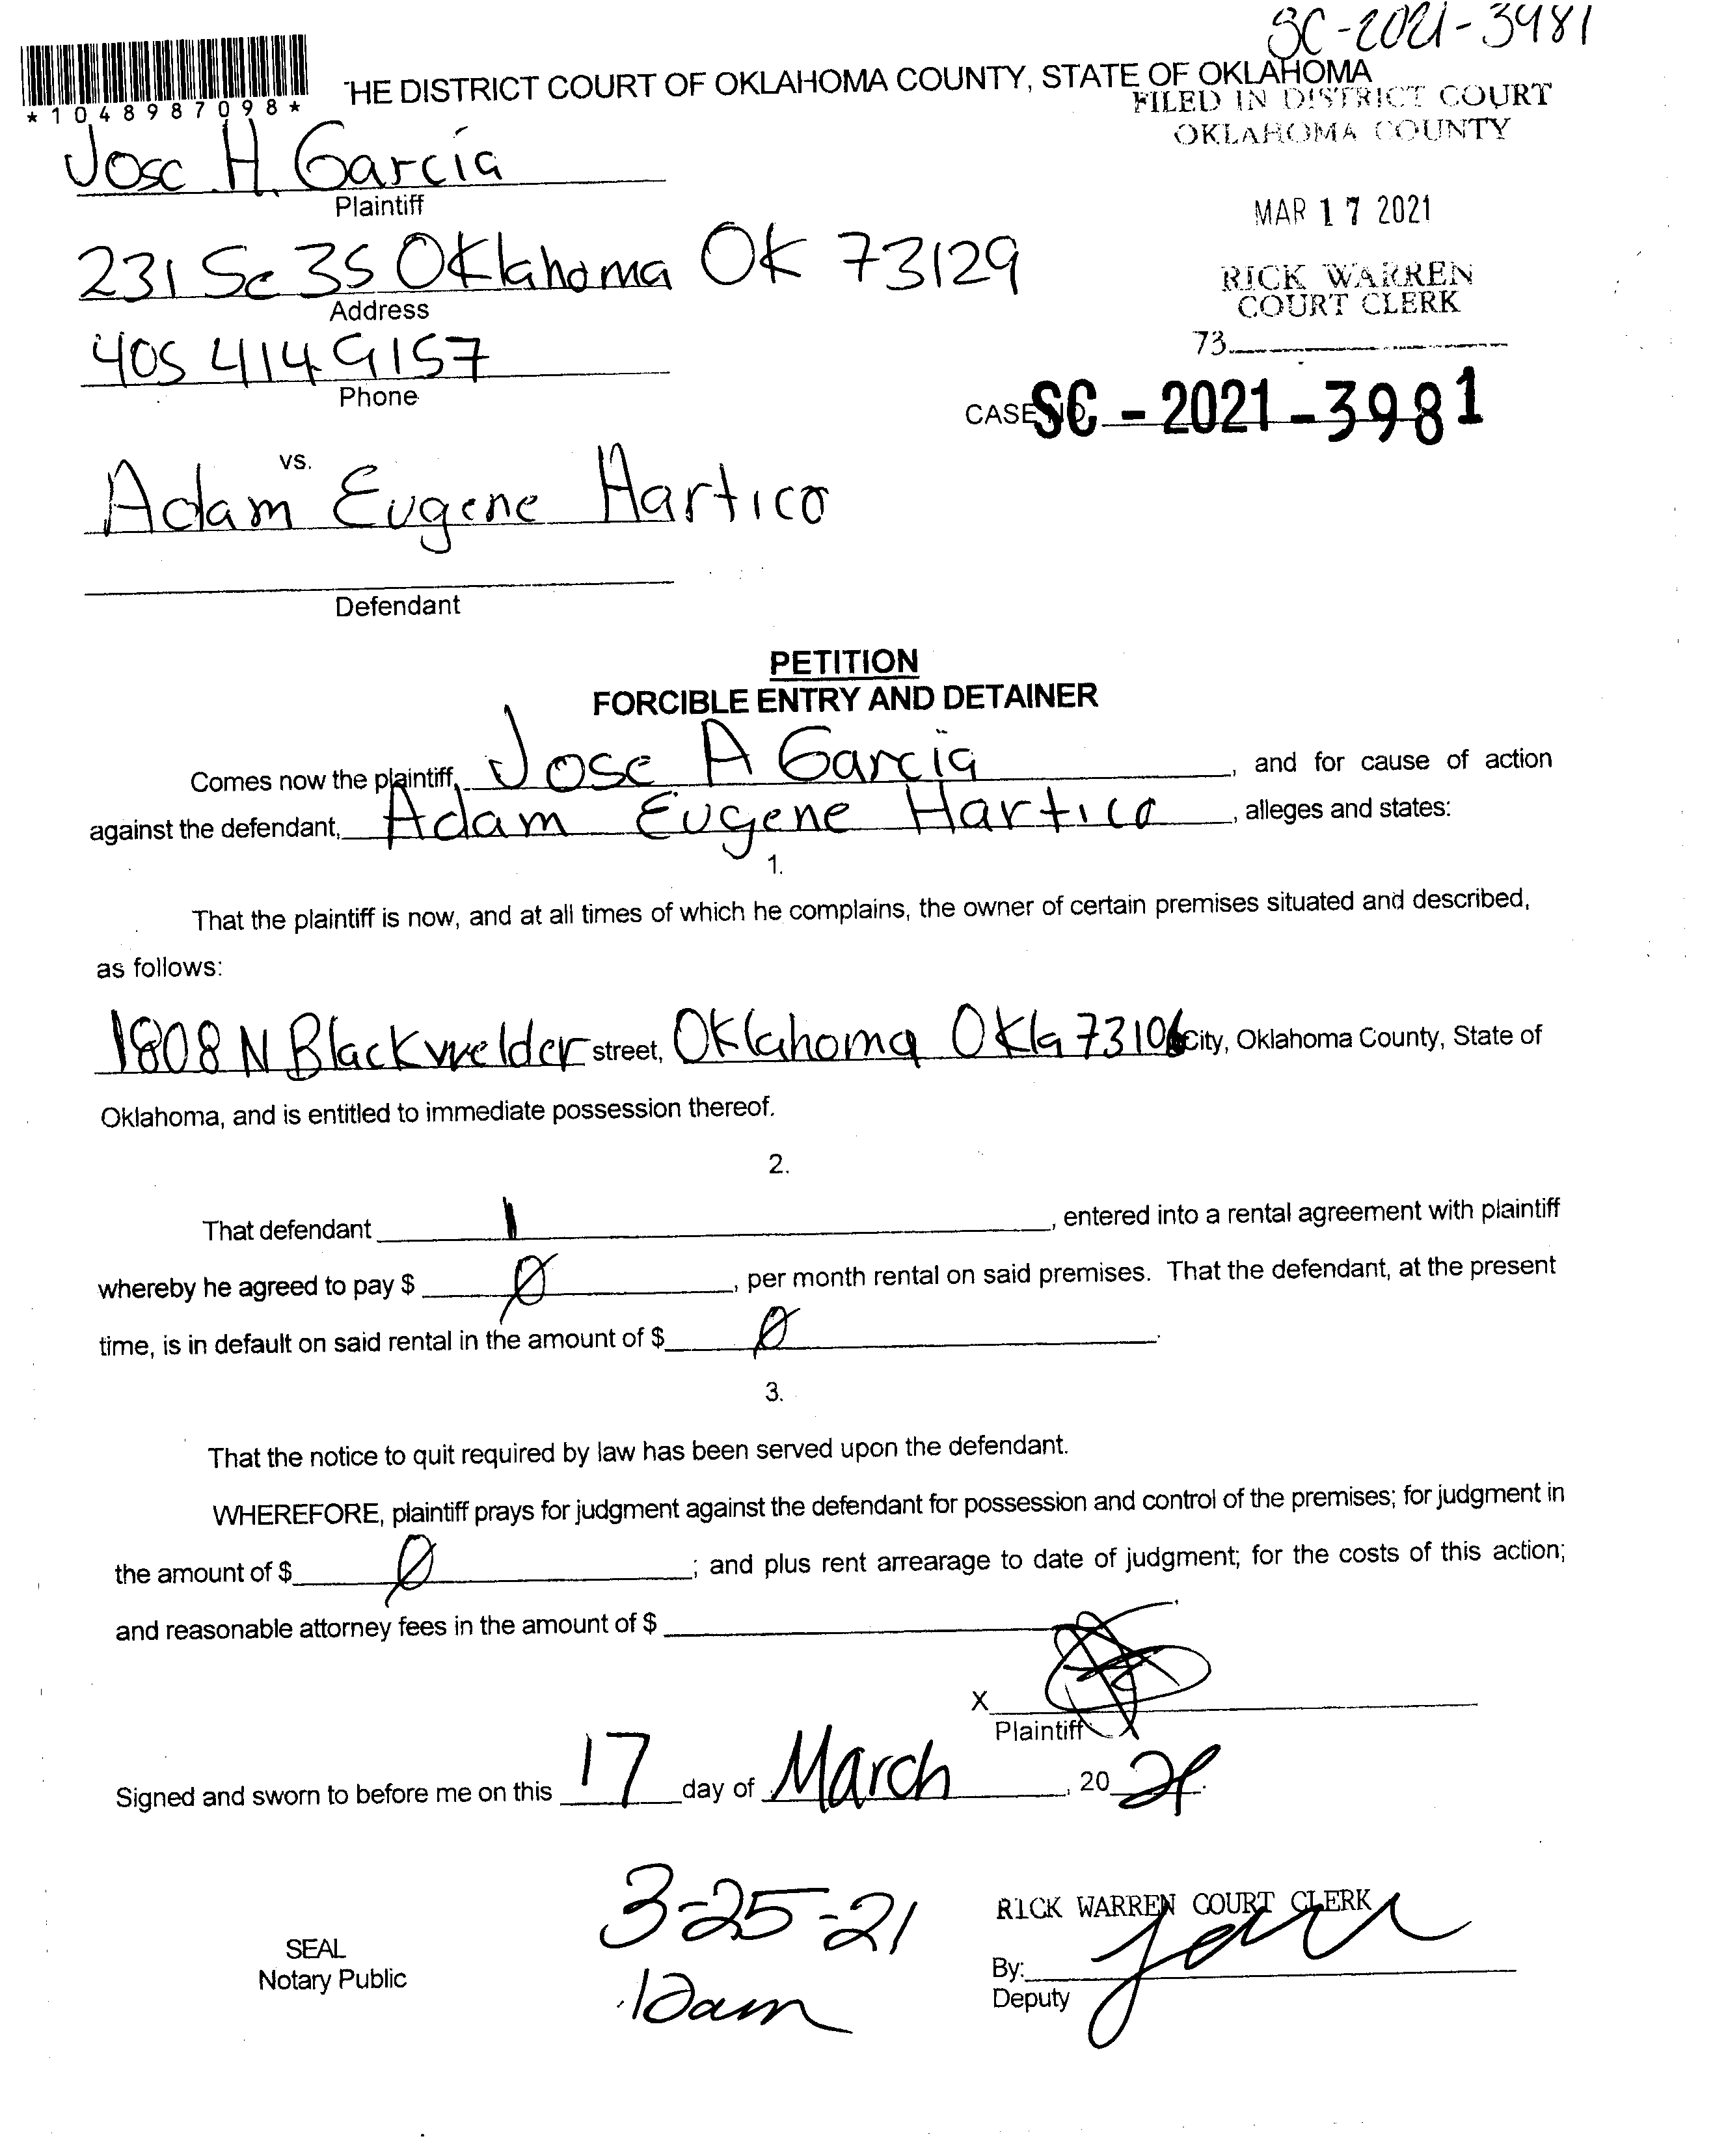 SC-2021-3981
*1048987098*
THE DISTRICT COURT OF OKLAHOMA COUNTY, STATE OF OKLAHOMA
FILED IN DISTRICT COURT
OKLAHOMA COUNTY
Jose H. Garcia
Plaintiff
MAR 17 2021
231 Se 35 Oklahoma OK 73129
Address
RICK WARREN
COURT CLERK
73
405 414 9157
Phone
CASE NO. SC-2021-3981
vs.
Adam Eugene Hartico
Defendant
PETITION
FORCIBLE ENTRY AND DETAINER
Comes now the plaintiff, Jose A Garcia, and for cause of action
against the defendant, Adam Eugene Hartico, alleges and states:
1.
That the plaintiff is now, and at all times of which he complains, the owner of certain premises situated and described,
as follows:
1808 N Blackwelder street, Oklahoma Okla 73106 City, Oklahoma County, State of
Oklahoma, and is entitled to immediate possession thereof.
2.
That defendant 1, entered into a rental agreement with plaintiff
whereby he agreed to pay $ Ø, per month rental on said premises. That the defendant, at the present
time, is in default on said rental in the amount of $ Ø.
3.
That the notice to quit required by law has been served upon the defendant.
WHEREFORE, plaintiff prays for judgment against the defendant for possession and control of the premises; for judgment in
the amount of $ Ø; and plus rent arrearage to date of judgment; for the costs of this action;
and reasonable attorney fees in the amount of $
X
Plaintiff
Signed and sworn to before me on this 17 day of March, 2021.
3-25-21
RICK WARREN COURT CLERK
SEAL
Notary Public
10am
By:
Deputy